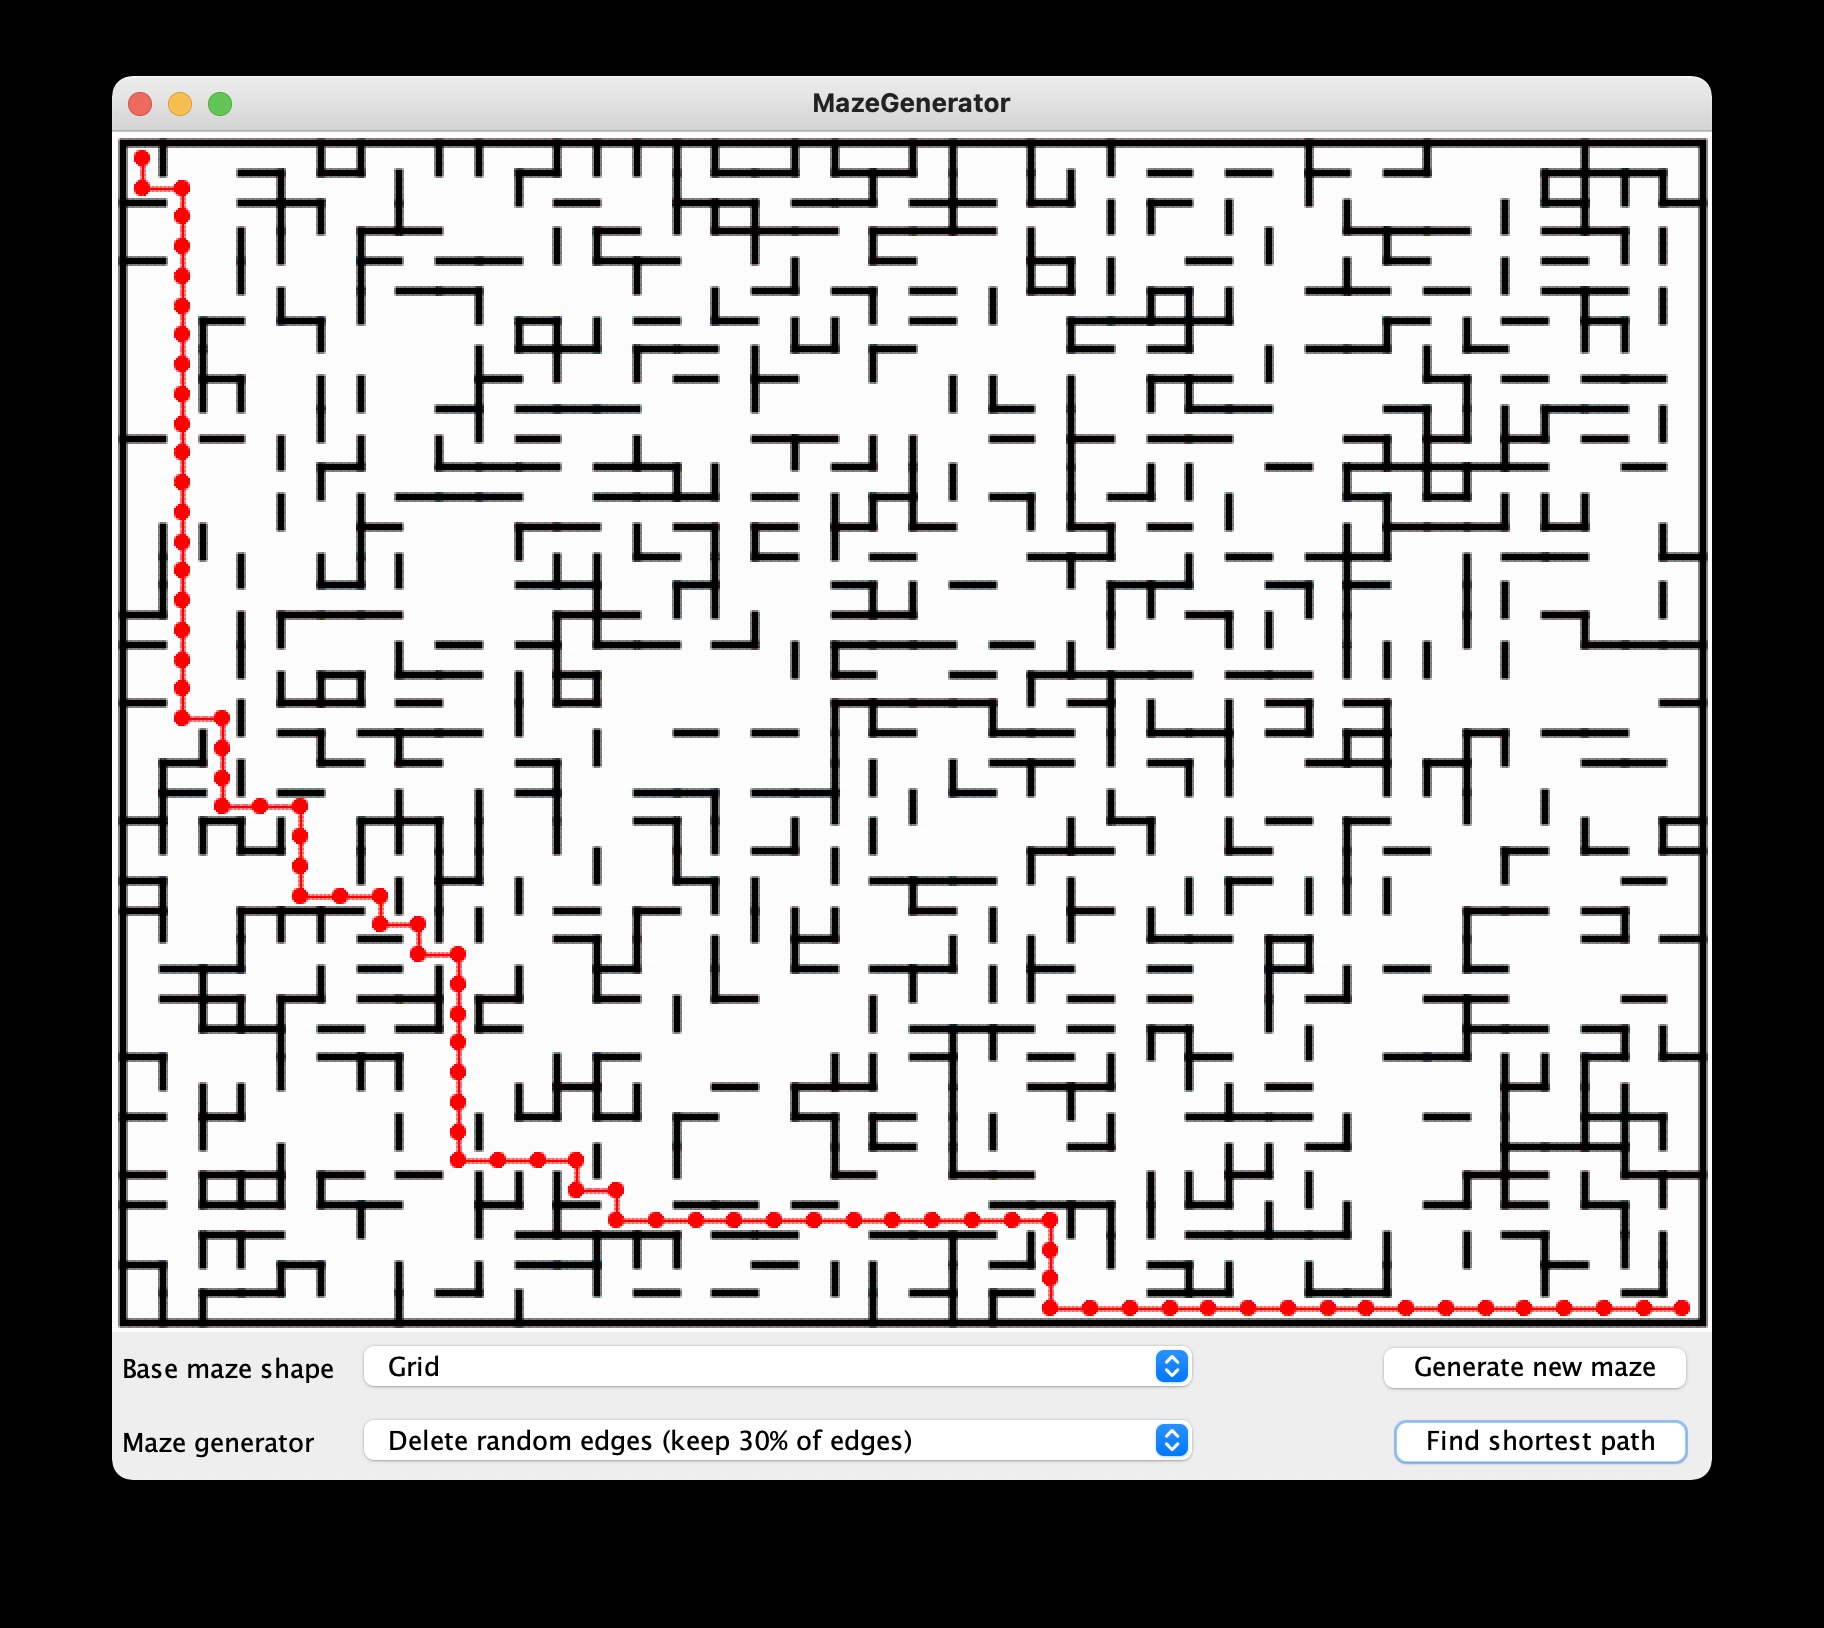 MazeGenerator
Base maze shape Grid Generate new maze
Maze generator Delete random edges (keep 30% of edges) Find shortest path